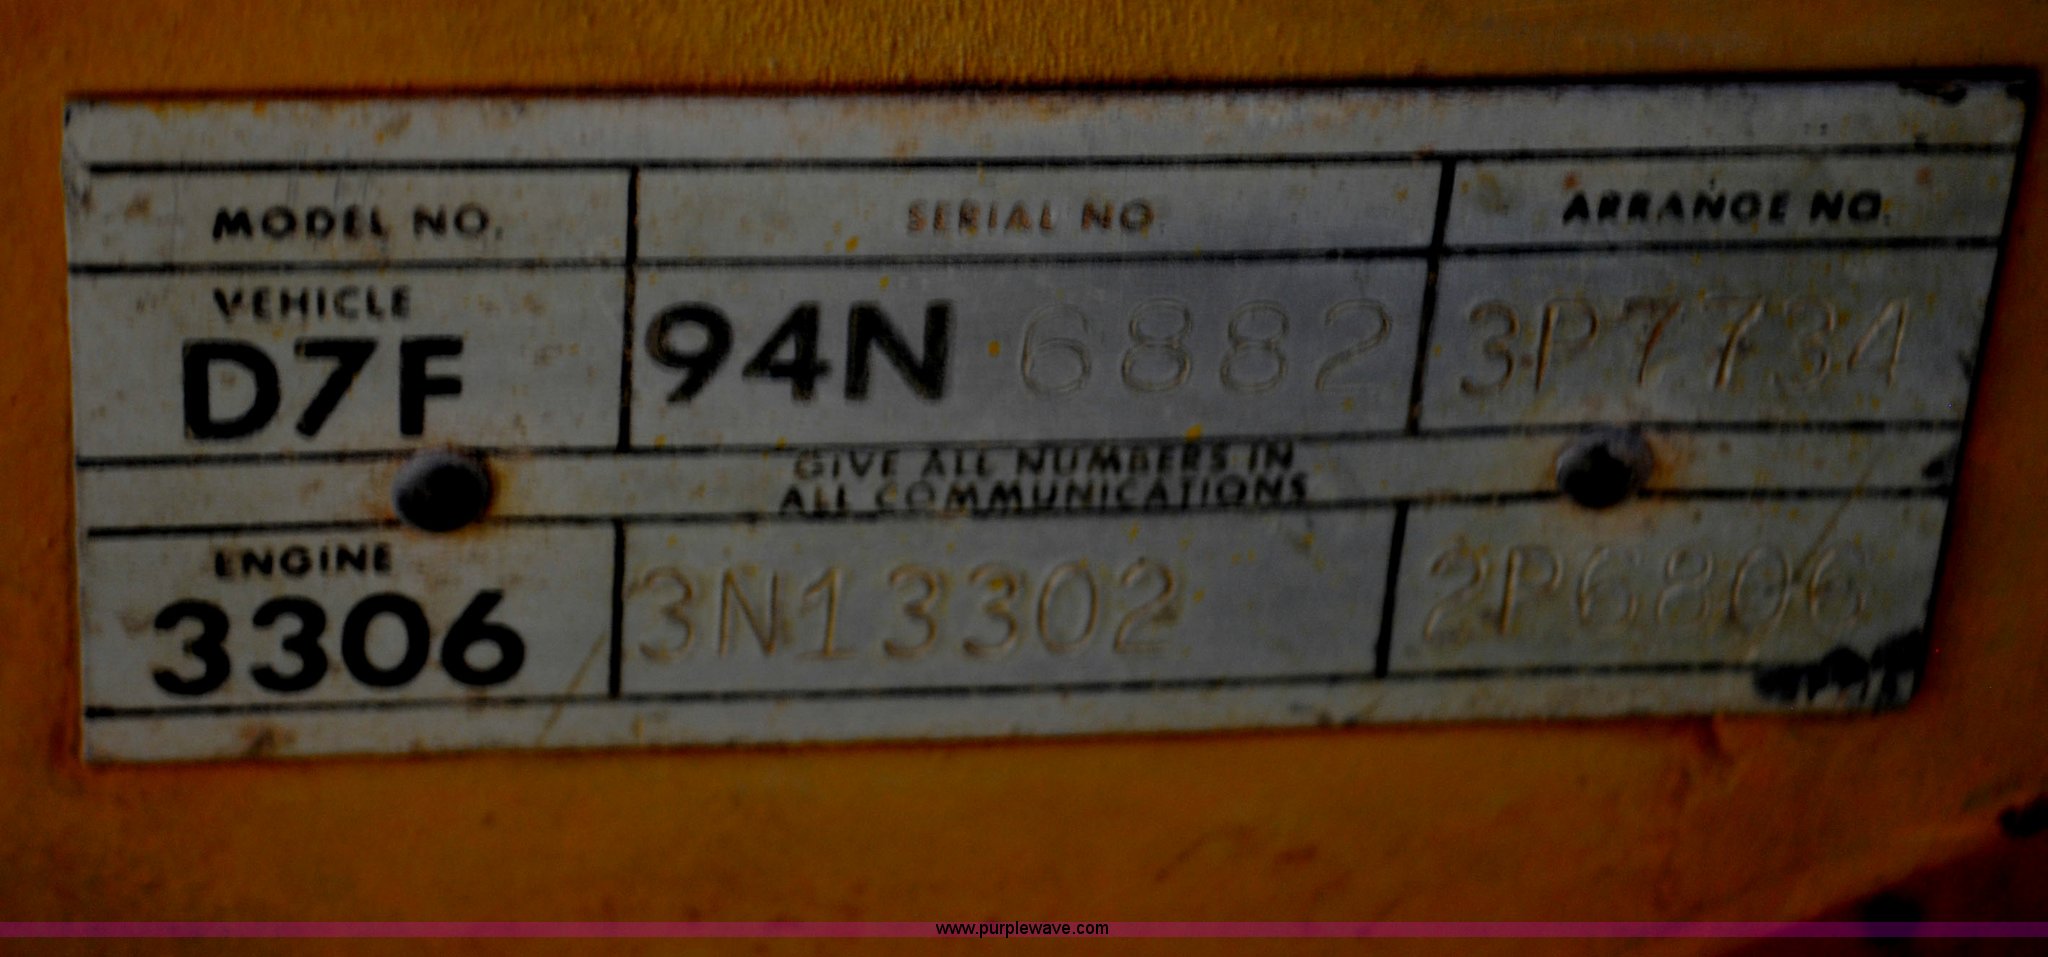 MODEL NO. SERIAL NO. ARRANGE NO.
VEHICLE
D7F 94N 6882 3P7734
GIVE ALL NUMBERS IN
ALL COMMUNICATIONS
ENGINE
3306 3N13302 2P6806
www.purplewave.com